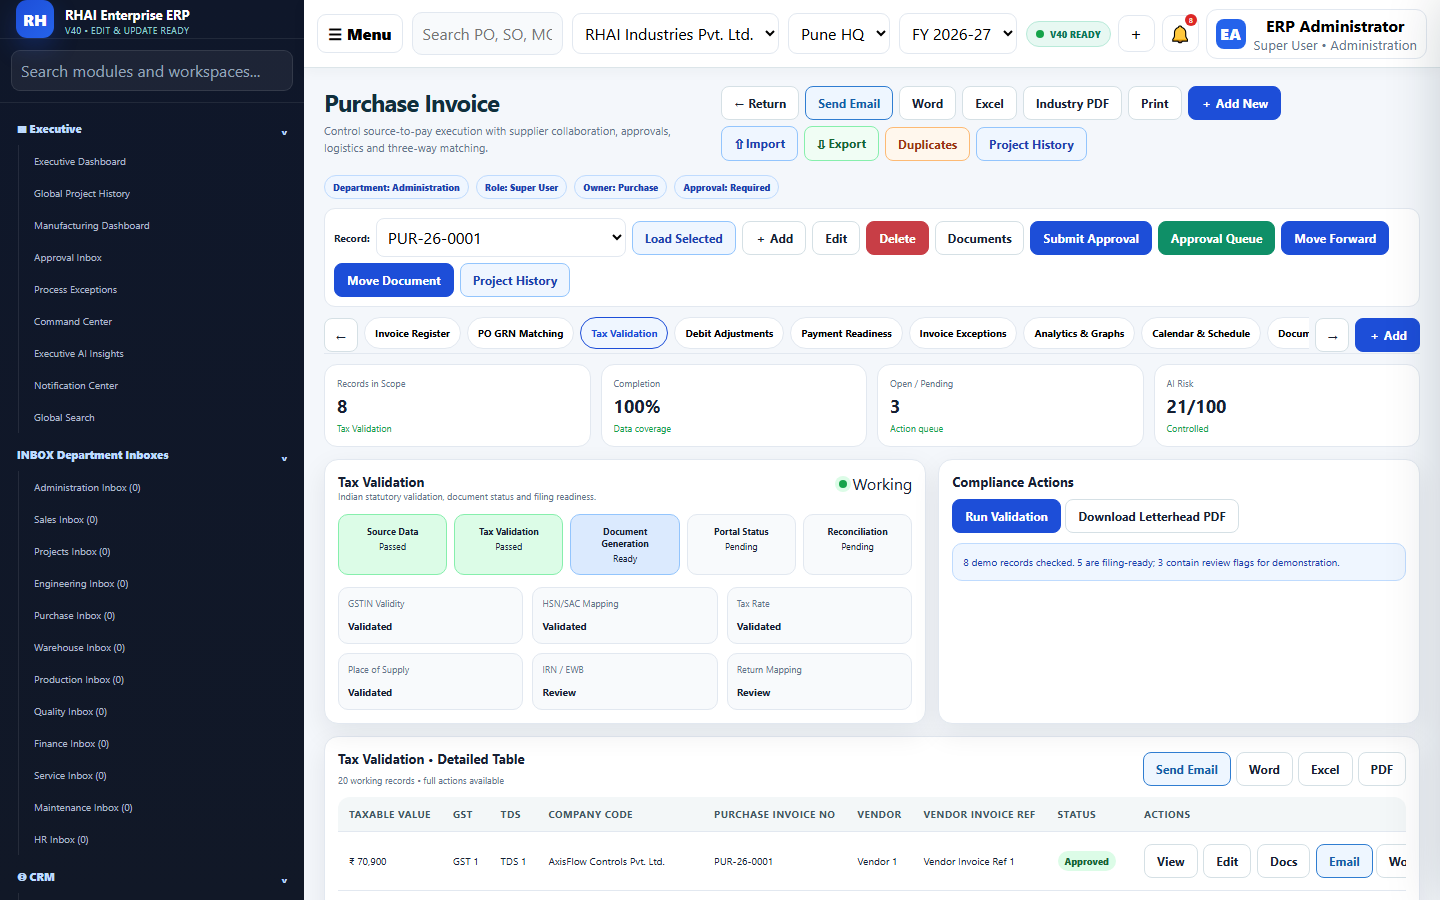 RH
RHAI Enterprise ERP
V40 • EDIT & UPDATE READY
Search modules and workspaces...
Executive
Executive Dashboard
Global Project History
Manufacturing Dashboard
Approval Inbox
Process Exceptions
Command Center
Executive AI Insights
Notification Center
Global Search
INBOX Department Inboxes
Administration Inbox (0)
Sales Inbox (0)
Projects Inbox (0)
Engineering Inbox (0)
Purchase Inbox (0)
Warehouse Inbox (0)
Production Inbox (0)
Quality Inbox (0)
Finance Inbox (0)
Service Inbox (0)
Maintenance Inbox (0)
HR Inbox (0)
CRM
☰ Menu
Search PO, SO, MC
RHAI Industries Pvt. Ltd.
Pune HQ
FY 2026-27
V40 READY
+
8
EA
ERP Administrator
Super User • Administration
Purchase Invoice
Control source-to-pay execution with supplier collaboration, approvals,
logistics and three-way matching.
← Return
Send Email
Word
Excel
Industry PDF
Print
+ Add New
⇧ Import
⇩ Export
Duplicates
Project History
Department: Administration
Role: Super User
Owner: Purchase
Approval: Required
Record:
PUR-26-0001
Load Selected
+ Add
Edit
Delete
Documents
Submit Approval
Approval Queue
Move Forward
Move Document
Project History
←
Invoice Register
PO GRN Matching
Tax Validation
Debit Adjustments
Payment Readiness
Invoice Exceptions
Analytics & Graphs
Calendar & Schedule
Docum
→
+ Add
Records in Scope
8
Tax Validation
Completion
100%
Data coverage
Open / Pending
3
Action queue
AI Risk
21/100
Controlled
Tax Validation
Indian statutory validation, document status and filing readiness.
Working
Source Data
Passed
Tax Validation
Passed
Document
Generation
Ready
Portal Status
Pending
Reconciliation
Pending
GSTIN Validity
Validated
HSN/SAC Mapping
Validated
Tax Rate
Validated
Place of Supply
Validated
IRN / EWB
Review
Return Mapping
Review
Compliance Actions
Run Validation
Download Letterhead PDF
8 demo records checked. 5 are filing-ready; 3 contain review flags for demonstration.
Tax Validation • Detailed Table
20 working records • full actions available
Send Email
Word
Excel
PDF
TAXABLE VALUE GST TDS COMPANY CODE PURCHASE INVOICE NO VENDOR VENDOR INVOICE REF STATUS ACTIONS
₹ 70,900 GST 1 TDS 1 AxisFlow Controls Pvt. Ltd. PUR-26-0001 Vendor 1 Vendor Invoice Ref 1 Approved View Edit Docs Email Wo